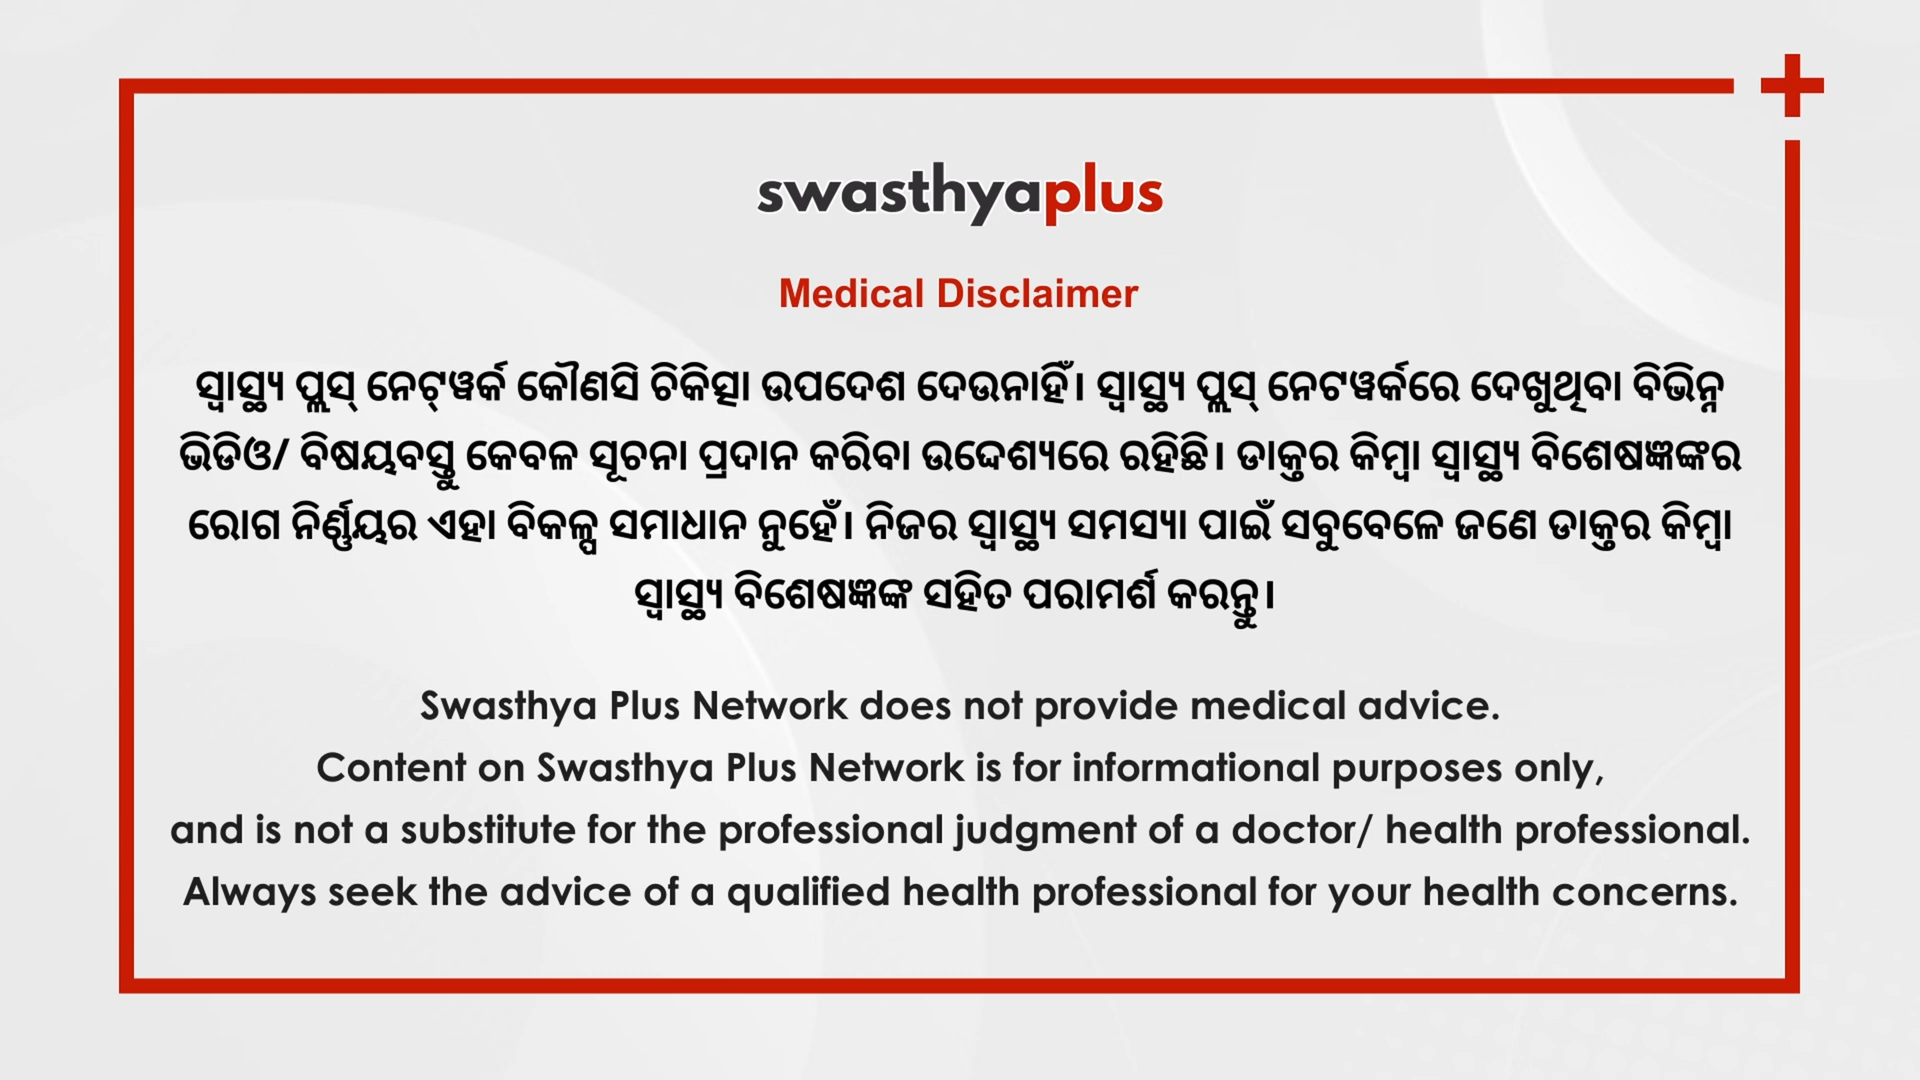 swasthyaplus
Medical Disclaimer
ସ୍ୱାସ୍ଥ୍ୟ ପ୍ଲସ୍ ନେଟ୍‌ୱର୍କ କୌଣସି ଚିକିତ୍ସା ଉପଦେଶ ଦେଉନାହିଁ। ସ୍ୱାସ୍ଥ୍ୟ ପ୍ଲସ୍ ନେଟୱର୍କରେ ଦେଖୁଥିବା ବିଭିନ୍ନ
ଭିଡିଓ/ ବିଷୟବସ୍ତୁ କେବଳ ସୂଚନା ପ୍ରଦାନ କରିବା ଉଦ୍ଦେଶ୍ୟରେ ରହିଛି। ଡାକ୍ତର କିମ୍ବା ସ୍ୱାସ୍ଥ୍ୟ ବିଶେଷଜ୍ଞଙ୍କର
ରୋଗ ନିର୍ଣ୍ଣୟର ଏହା ବିକଳ୍ପ ସମାଧାନ ନୁହେଁ। ନିଜର ସ୍ୱାସ୍ଥ୍ୟ ସମସ୍ୟା ପାଇଁ ସବୁବେଳେ ଜଣେ ଡାକ୍ତର କିମ୍ବା
ସ୍ୱାସ୍ଥ୍ୟ ବିଶେଷଜ୍ଞଙ୍କ ସହିତ ପରାମର୍ଶ କରନ୍ତୁ।
Swasthya Plus Network does not provide medical advice.
Content on Swasthya Plus Network is for informational purposes only,
and is not a substitute for the professional judgment of a doctor/ health professional.
Always seek the advice of a qualified health professional for your health concerns.